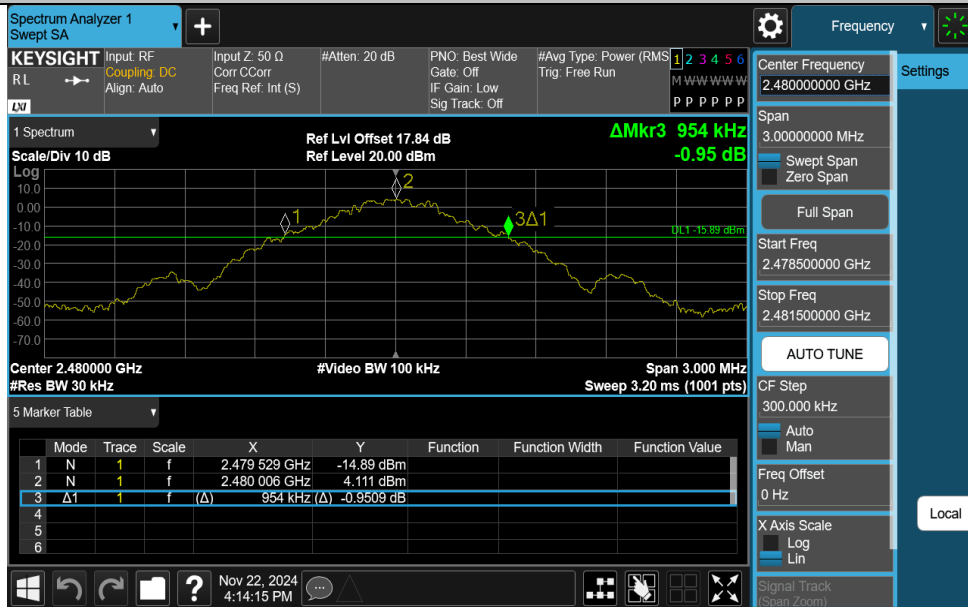 Spectrum Analyzer 1
Swept SA
+
Frequency
KEYSIGHT
RL
LXI
Input: RF
Coupling: DC
Align: Auto
Input Z: 50 Ω
Corr CCorr
Freq Ref: Int (S)
#Atten: 20 dB
PNO: Best Wide
Gate: Off
IF Gain: Low
Sig Track: Off
#Avg Type: Power (RMS
Trig: Free Run
1 2 3 4 5 6
M W W W W W
P P P P P P
1 Spectrum
Scale/Div 10 dB
Ref Lvl Offset 17.84 dB
Ref Level 20.00 dBm
ΔMkr3 954 kHz
-0.95 dB
Log
10.0
0.00
-10.0
-20.0
-30.0
-40.0
-50.0
-60.0
-70.0
1
2
3Δ1
DL1 -15.89 dBm
Center 2.480000 GHz
#Video BW 100 kHz
Span 3.000 MHz
#Res BW 30 kHz
Sweep 3.20 ms (1001 pts)
5 Marker Table
Mode Trace Scale X Y Function Function Width Function Value
1 N 1 f 2.479 529 GHz -14.89 dBm
2 N 1 f 2.480 006 GHz 4.111 dBm
3 Δ1 1 f (Δ) 954 kHz (Δ) -0.9509 dB
4
5
6
Center Frequency
2.480000000 GHz
Span
3.00000000 MHz
Swept Span
Zero Span
Full Span
Start Freq
2.478500000 GHz
Stop Freq
2.481500000 GHz
AUTO TUNE
CF Step
300.000 kHz
Auto
Man
Freq Offset
0 Hz
X Axis Scale
Log
Lin
Signal Track
(Span Zoom)
Settings
Local
?
Nov 22, 2024
4:14:15 PM